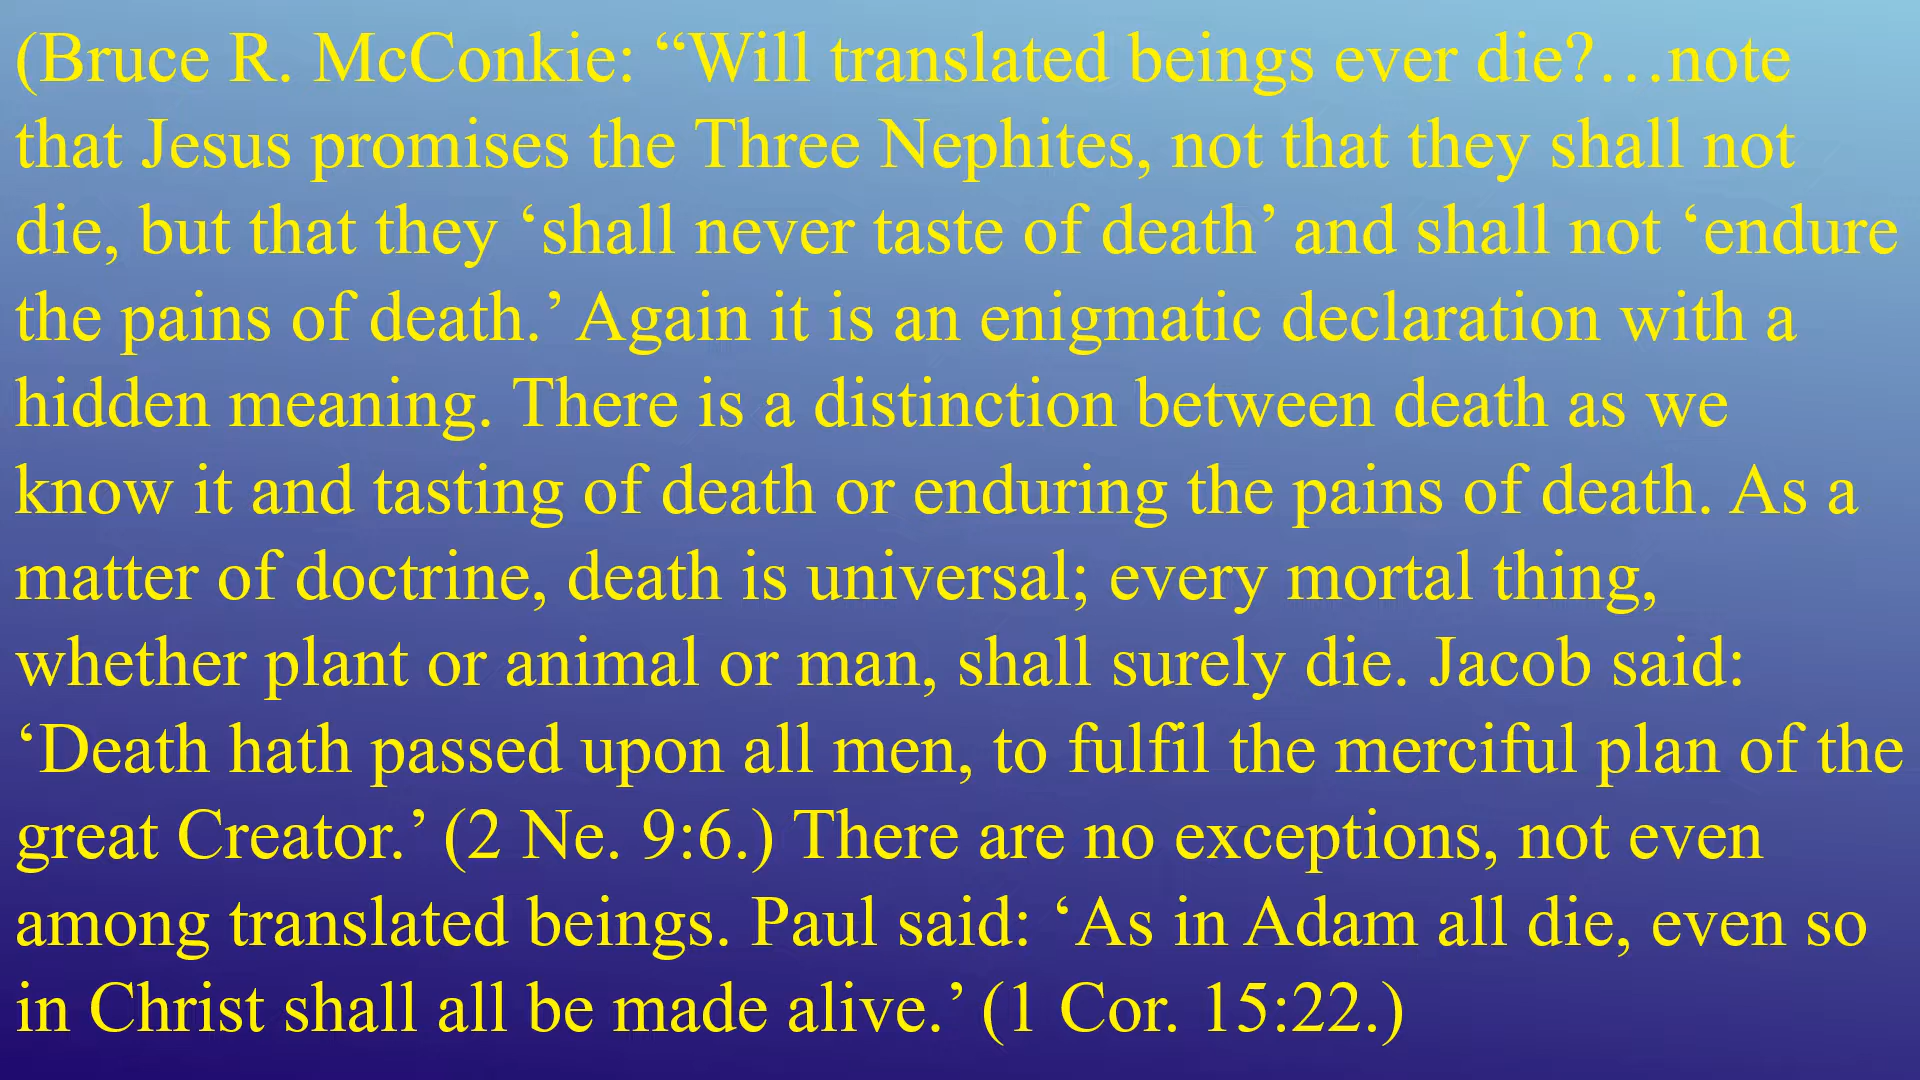 (Bruce R. McConkie: “Will translated beings ever die?…note
that Jesus promises the Three Nephites, not that they shall not
die, but that they ‘shall never taste of death’ and shall not ‘endure
the pains of death.’ Again it is an enigmatic declaration with a
hidden meaning. There is a distinction between death as we
know it and tasting of death or enduring the pains of death. As a
matter of doctrine, death is universal; every mortal thing,
whether plant or animal or man, shall surely die. Jacob said:
‘Death hath passed upon all men, to fulfil the merciful plan of the
great Creator.’ (2 Ne. 9:6.) There are no exceptions, not even
among translated beings. Paul said: ‘As in Adam all die, even so
in Christ shall all be made alive.’ (1 Cor. 15:22.)